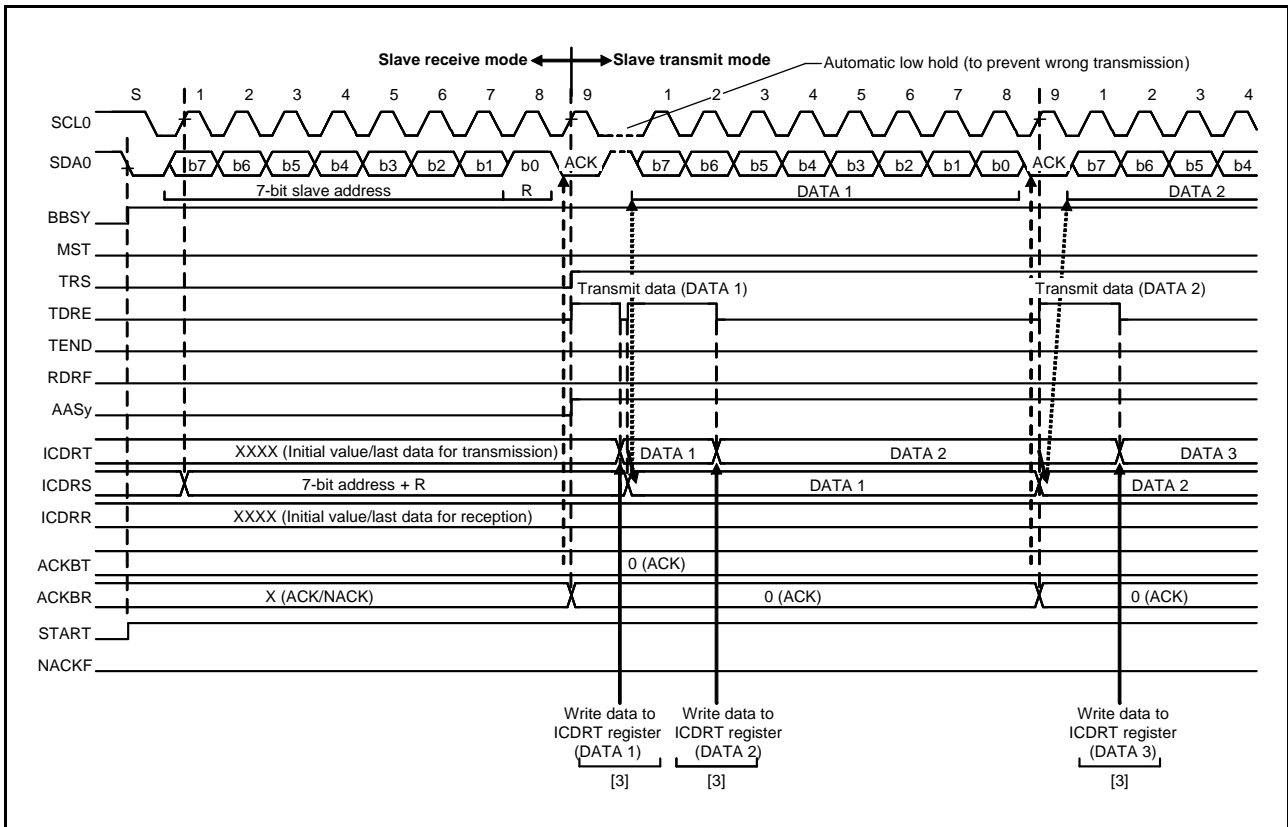 Slave receive mode Slave transmit mode
Automatic low hold (to prevent wrong transmission)
S 1 2 3 4 5 6 7 8 9 1 2 3 4 5 6 7 8 9 1 2 3 4
SCL0
SDA0 b7 b6 b5 b4 b3 b2 b1 b0 ACK b7 b6 b5 b4 b3 b2 b1 b0 ACK b7 b6 b5 b4
7-bit slave address R DATA 1 DATA 2
BBSY
MST
TRS
Transmit data (DATA 1) Transmit data (DATA 2)
TDRE
TEND
RDRF
AASy
ICDRT XXXX (Initial value/last data for transmission) DATA 1 DATA 2 DATA 3
ICDRS 7-bit address + R DATA 1 DATA 2
ICDRR XXXX (Initial value/last data for reception)
ACKBT 0 (ACK)
ACKBR X (ACK/NACK) 0 (ACK) 0 (ACK)
START
NACKF
Write data to Write data to Write data to
ICDRT register ICDRT register ICDRT register
(DATA 1) (DATA 2) (DATA 3)
[3] [3] [3]